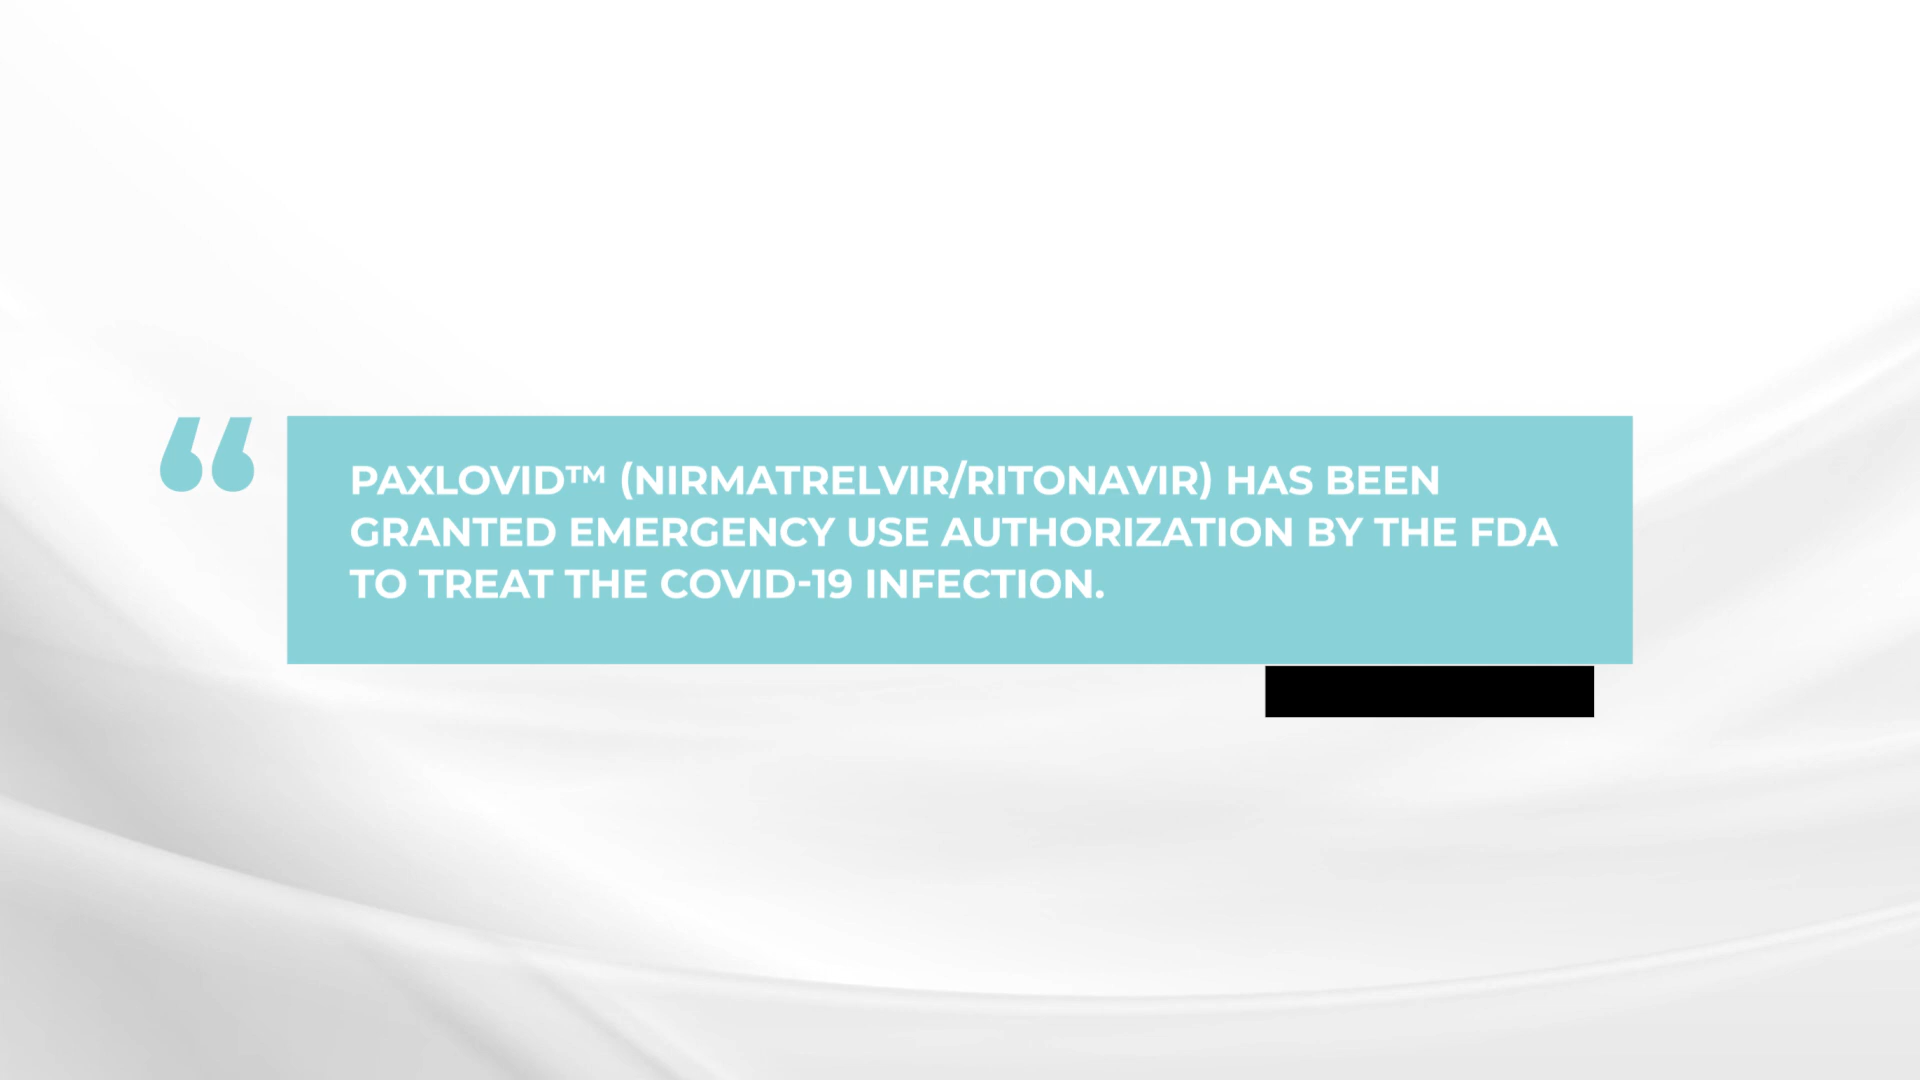 “
PAXLOVID™ (NIRMATRELVIR/RITONAVIR) HAS BEEN
GRANTED EMERGENCY USE AUTHORIZATION BY THE FDA
TO TREAT THE COVID-19 INFECTION.